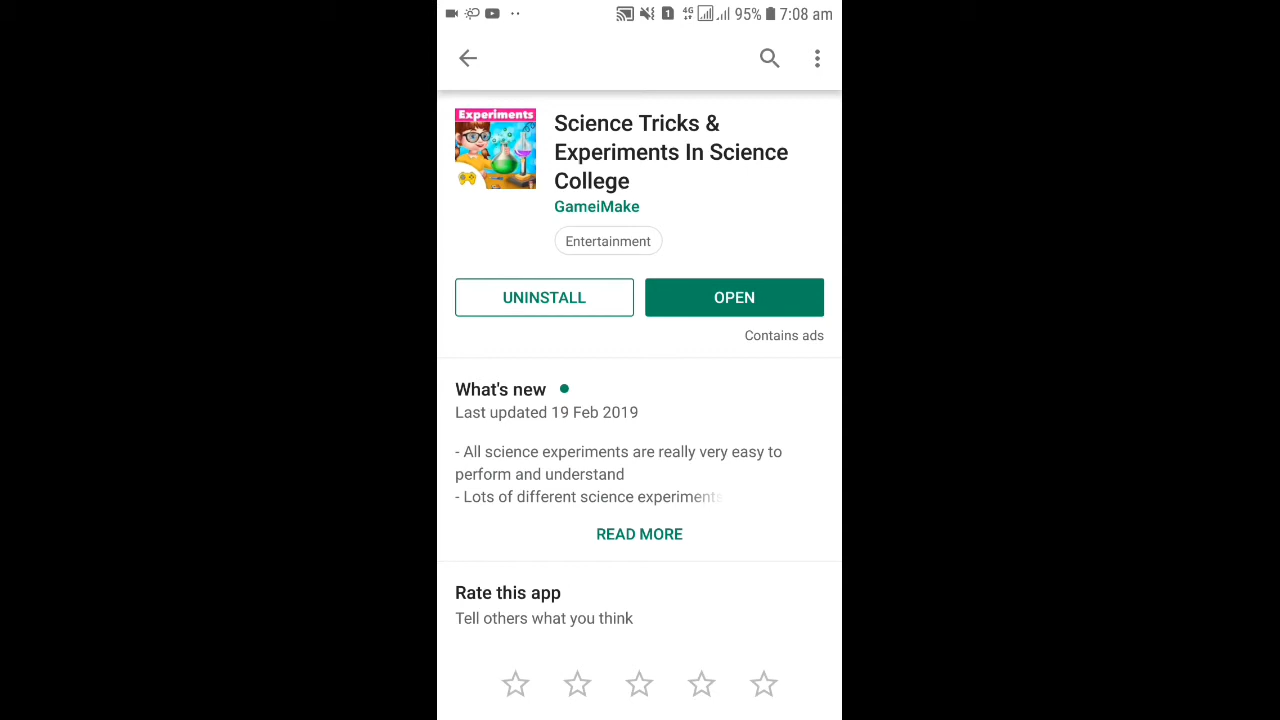 1 4G 95% 7:08 am
Experiments
Science Tricks &
Experiments In Science
College
GameiMake
Entertainment
UNINSTALL OPEN
Contains ads
What's new
Last updated 19 Feb 2019
- All science experiments are really very easy to
perform and understand
- Lots of different science experiments
READ MORE
Rate this app
Tell others what you think